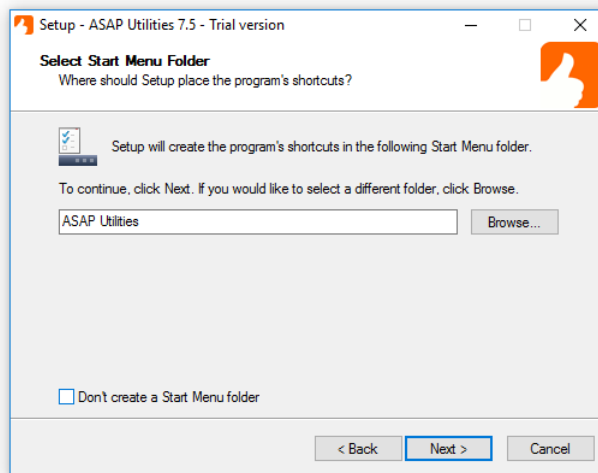 Setup - ASAP Utilities 7.5 - Trial version
Select Start Menu Folder
Where should Setup place the program's shortcuts?
Setup will create the program's shortcuts in the following Start Menu folder.
To continue, click Next. If you would like to select a different folder, click Browse.
ASAP Utilities
Browse...
Don't create a Start Menu folder
< Back Next > Cancel